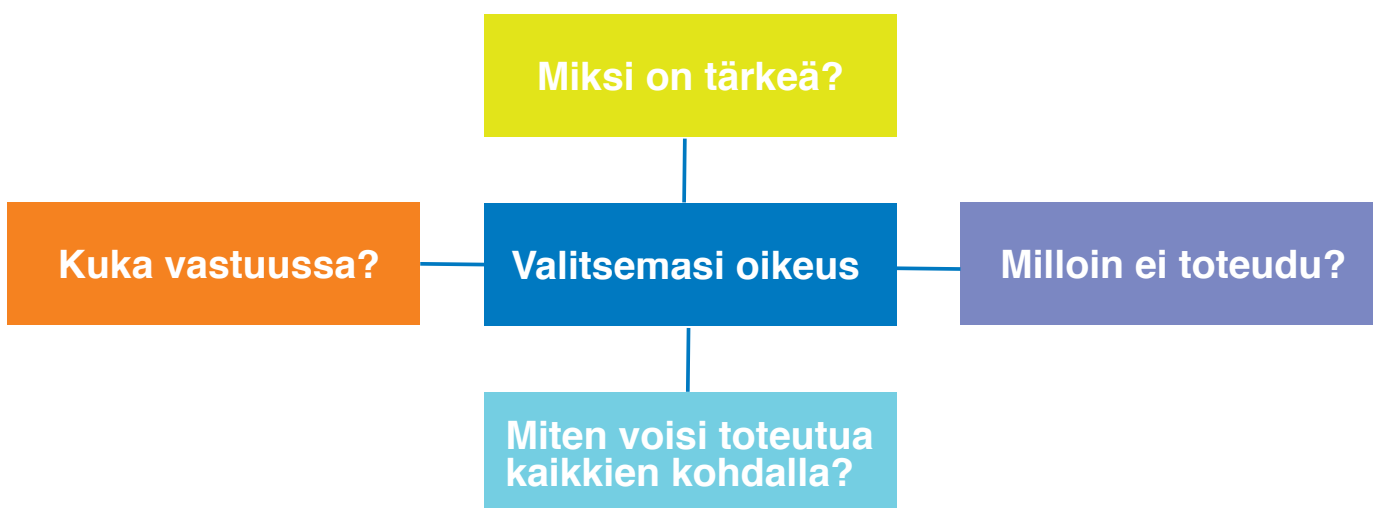 Miksi on tärkeä?
Kuka vastuussa?
Valitsemasi oikeus
Milloin ei toteudu?
Miten voisi toteutua
kaikkien kohdalla?